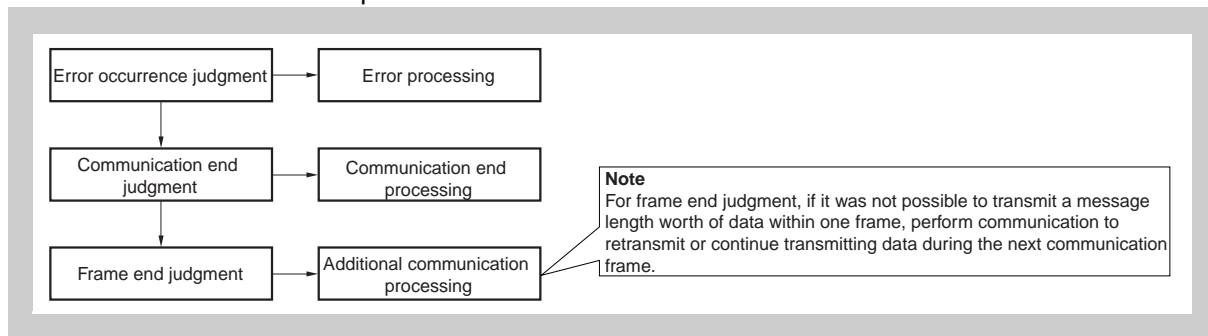 Error occurrence judgment
Error processing
Communication end
judgment
Communication end
processing
Frame end judgment
Additional communication
processing
Note
For frame end judgment, if it was not possible to transmit a message
length worth of data within one frame, perform communication to
retransmit or continue transmitting data during the next communication
frame.